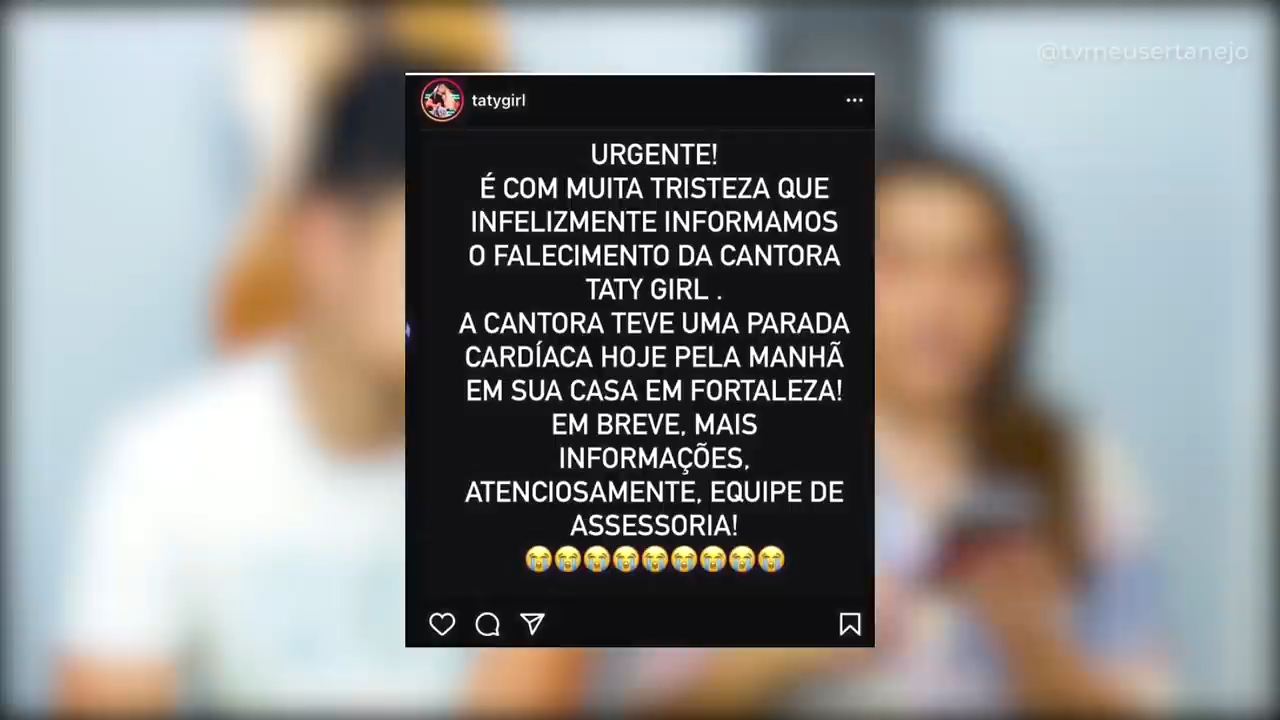 @tvmeusertanejo
tatygirl
URGENTE!
É COM MUITA TRISTEZA QUE
INFELIZMENTE INFORMAMOS
O FALECIMENTO DA CANTORA
TATY GIRL .
A CANTORA TEVE UMA PARADA
CARDÍACA HOJE PELA MANHÃ
EM SUA CASA EM FORTALEZA!
EM BREVE, MAIS
INFORMAÇÕES,
ATENCIOSAMENTE, EQUIPE DE
ASSESSORIA!
😭😭😭😭😭😭😭😭😭